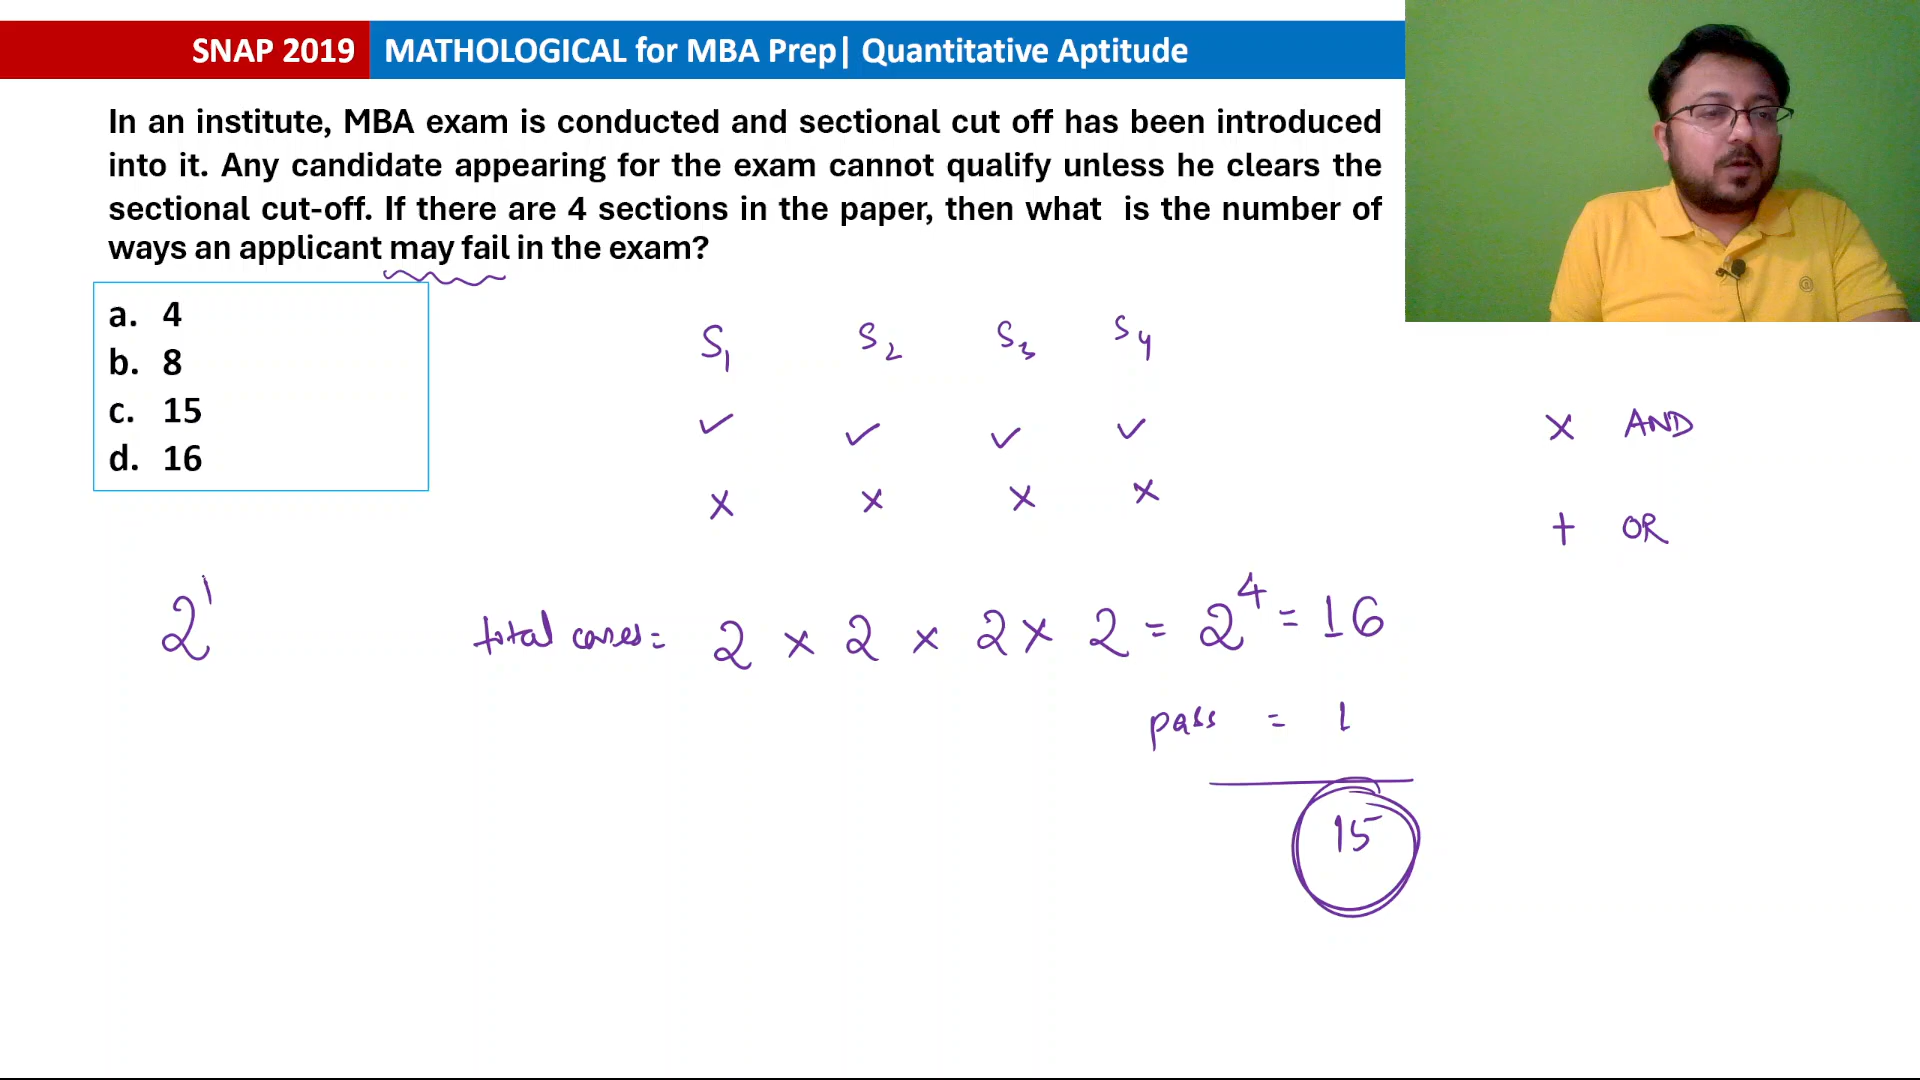 SNAP 2019 MATHOLOGICAL for MBA Prep| Quantitative Aptitude
In an institute, MBA exam is conducted and sectional cut off has been introduced
into it. Any candidate appearing for the exam cannot qualify unless he clears the
sectional cut-off. If there are 4 sections in the paper, then what is the number of
ways an applicant may fail in the exam?
a. 4
b. 8
c. 15
d. 16
S₁ S₂ S₃ S₄
✓ ✓ ✓ ✓
× × × ×
× AND
+ OR
2¹
total cases = 2 × 2 × 2 × 2 = 2⁴ = 16
pass = 1
15